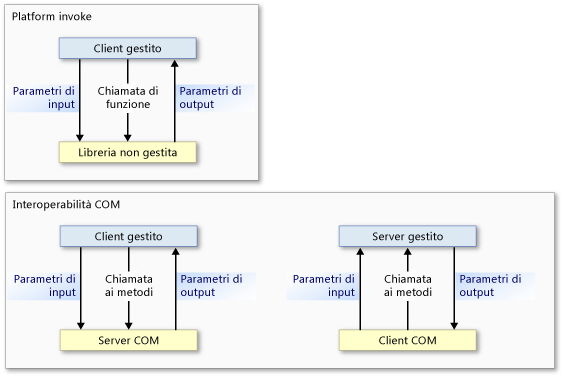 Platform invoke
Client gestito
Parametri di
input
Chiamata di
funzione
Parametri di
output
Libreria non gestita
Interoperabilità COM
Client gestito
Parametri di
input
Chiamata
ai metodi
Parametri di
output
Server COM
Server gestito
Parametri di
input
Chiamata
ai metodi
Parametri di
output
Client COM